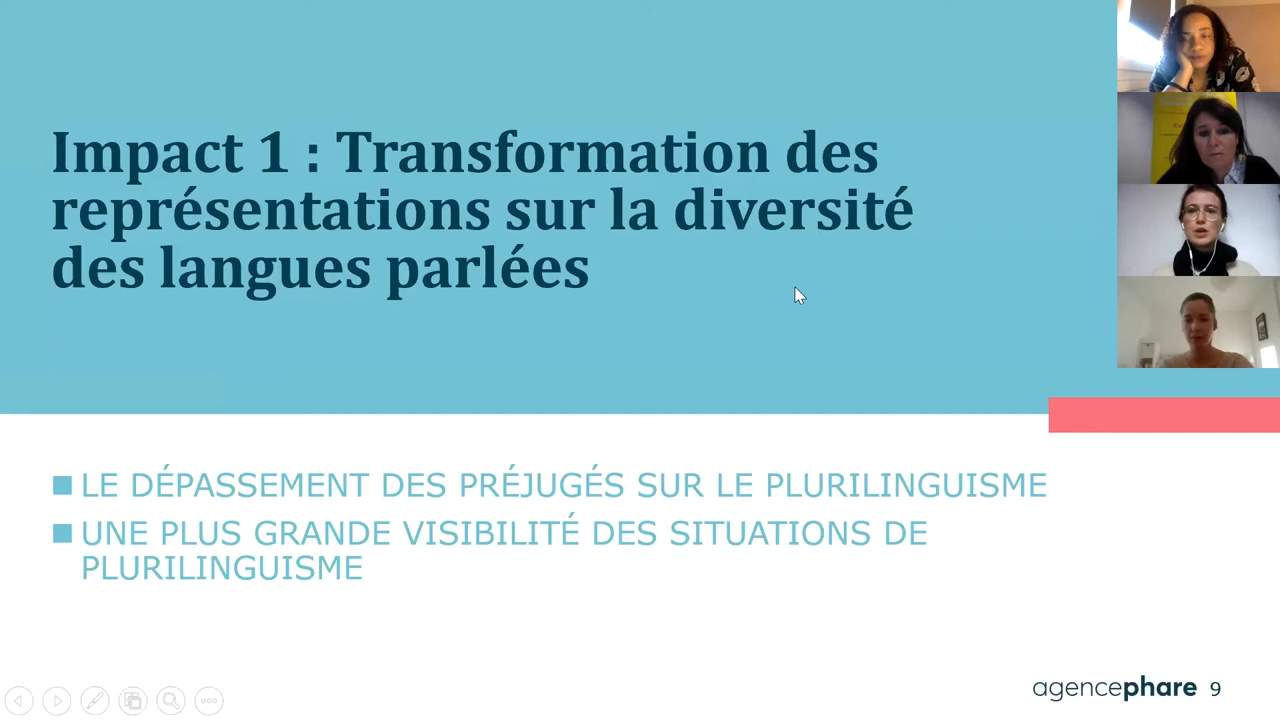 Impact 1 : Transformation des
représentations sur la diversité
des langues parlées
LE DÉPASSEMENT DES PRÉJUGÉS SUR LE PLURILINGUISME
UNE PLUS GRANDE VISIBILITÉ DES SITUATIONS DE
PLURILINGUISME
agencephare 9